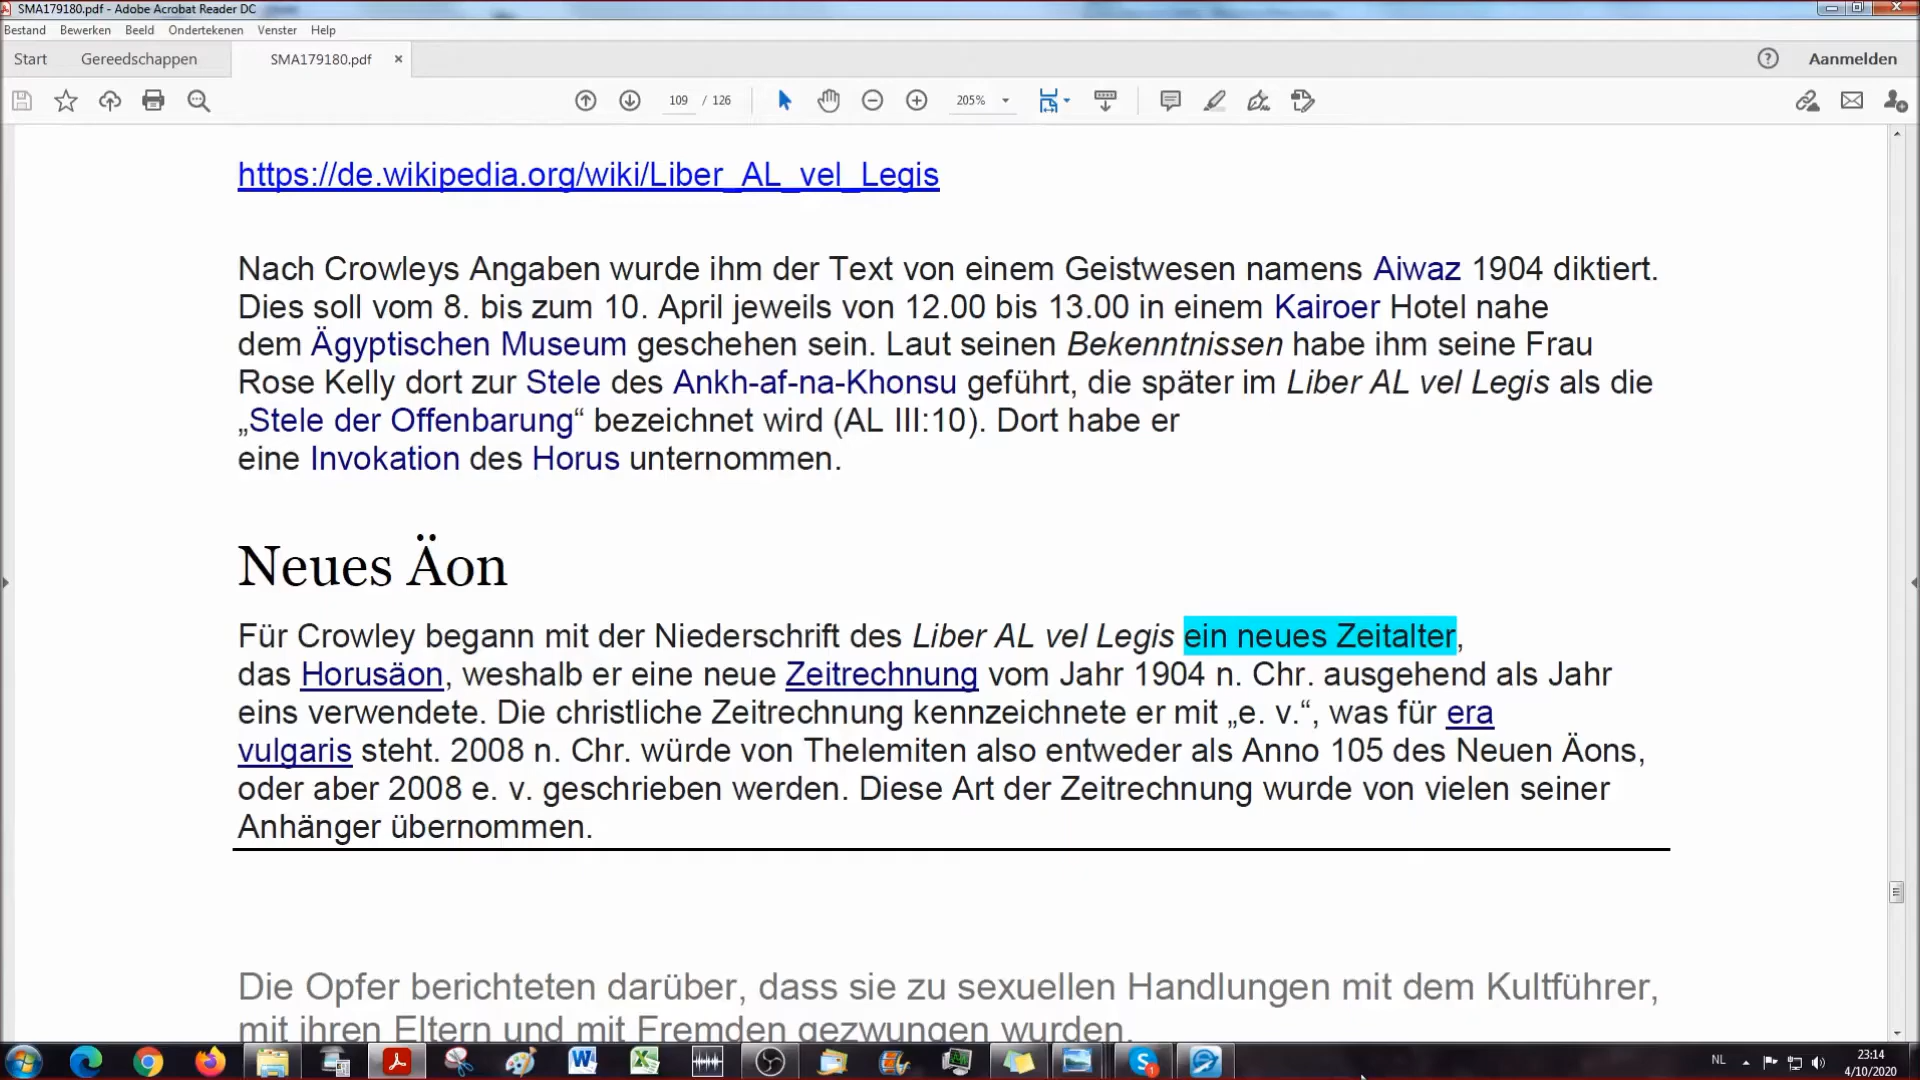 SMA179180.pdf - Adobe Acrobat Reader DC
Bestand Bewerken Beeld Ondertekenen Venster Help
Start Gereedschappen SMA179180.pdf × Aanmelden
109 / 126 205%
https://de.wikipedia.org/wiki/Liber_AL_vel_Legis
Nach Crowleys Angaben wurde ihm der Text von einem Geistwesen namens Aiwaz 1904 diktiert.
Dies soll vom 8. bis zum 10. April jeweils von 12.00 bis 13.00 in einem Kairoer Hotel nahe
dem Ägyptischen Museum geschehen sein. Laut seinen Bekenntnissen habe ihm seine Frau
Rose Kelly dort zur Stele des Ankh-af-na-Khonsu geführt, die später im Liber AL vel Legis als die
„Stele der Offenbarung“ bezeichnet wird (AL III:10). Dort habe er
eine Invokation des Horus unternommen.
Neues Äon
Für Crowley begann mit der Niederschrift des Liber AL vel Legis ein neues Zeitalter,
das Horusäon, weshalb er eine neue Zeitrechnung vom Jahr 1904 n. Chr. ausgehend als Jahr
eins verwendete. Die christliche Zeitrechnung kennzeichnete er mit „e. v.“, was für era
vulgaris steht. 2008 n. Chr. würde von Thelemiten also entweder als Anno 105 des Neuen Äons,
oder aber 2008 e. v. geschrieben werden. Diese Art der Zeitrechnung wurde von vielen seiner
Anhänger übernommen.
Die Opfer berichteten darüber, dass sie zu sexuellen Handlungen mit dem Kultführer,
mit ihren Eltern und mit Fremden gezwungen wurden.
NL 23:14
4/10/2020